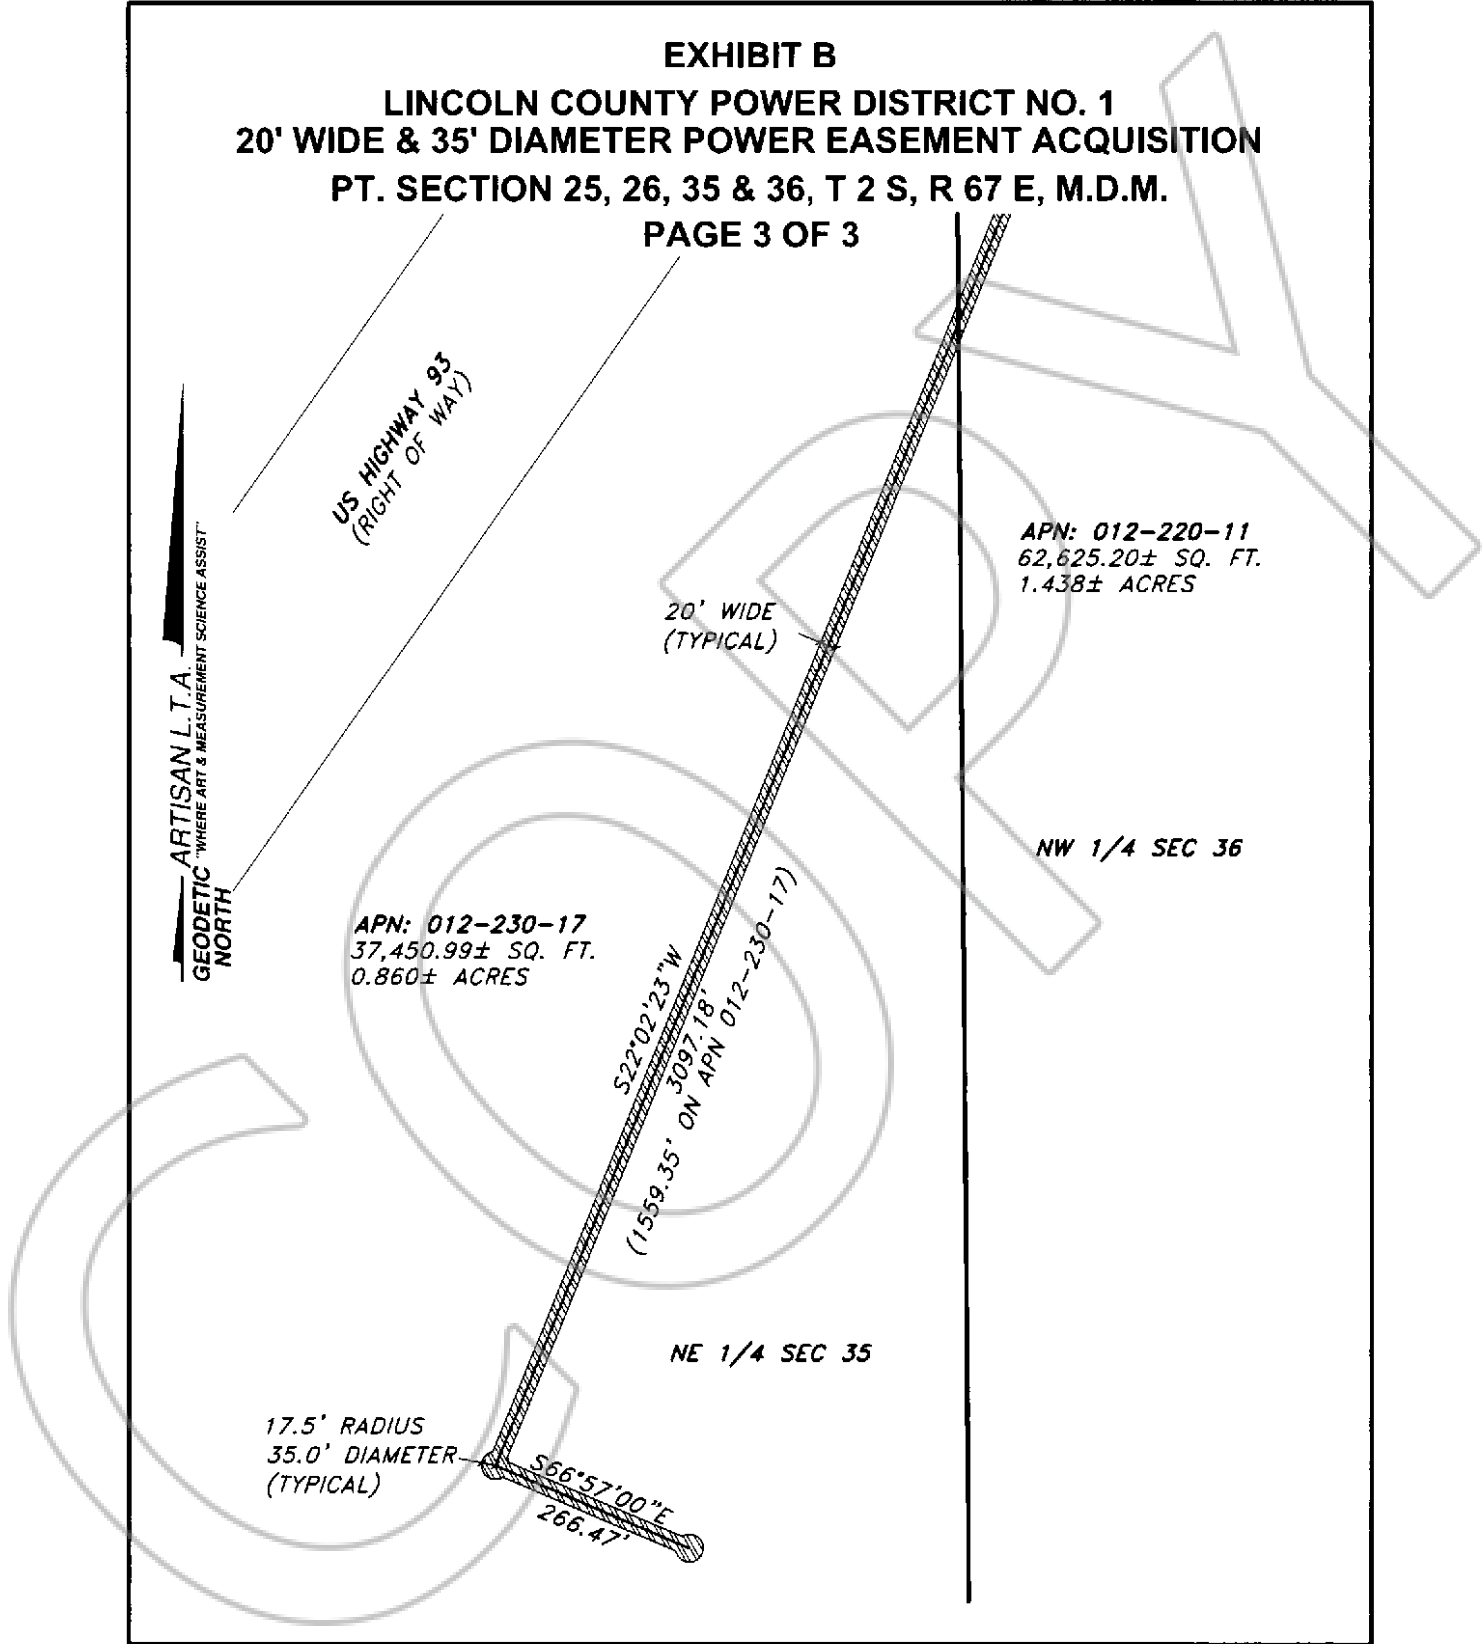 EXHIBIT B
LINCOLN COUNTY POWER DISTRICT NO. 1
20' WIDE & 35' DIAMETER POWER EASEMENT ACQUISITION
PT. SECTION 25, 26, 35 & 36, T 2 S, R 67 E, M.D.M.
PAGE 3 OF 3
US HIGHWAY 93
(RIGHT OF WAY)
ARTISAN L.T.A.
"WHERE ART & MEASUREMENT SCIENCE ASSIST"
GEODETIC
NORTH
APN: 012-220-11
62,625.20± SQ. FT.
1.438± ACRES
20' WIDE
(TYPICAL)
NW 1/4 SEC 36
APN: 012-230-17
37,450.99± SQ. FT.
0.860± ACRES
S22°02'23"W
3097.18'
(1559.35' ON APN 012-230-17)
NE 1/4 SEC 35
17.5' RADIUS
35.0' DIAMETER
(TYPICAL)
S66°57'00"E
266.47'
COPY